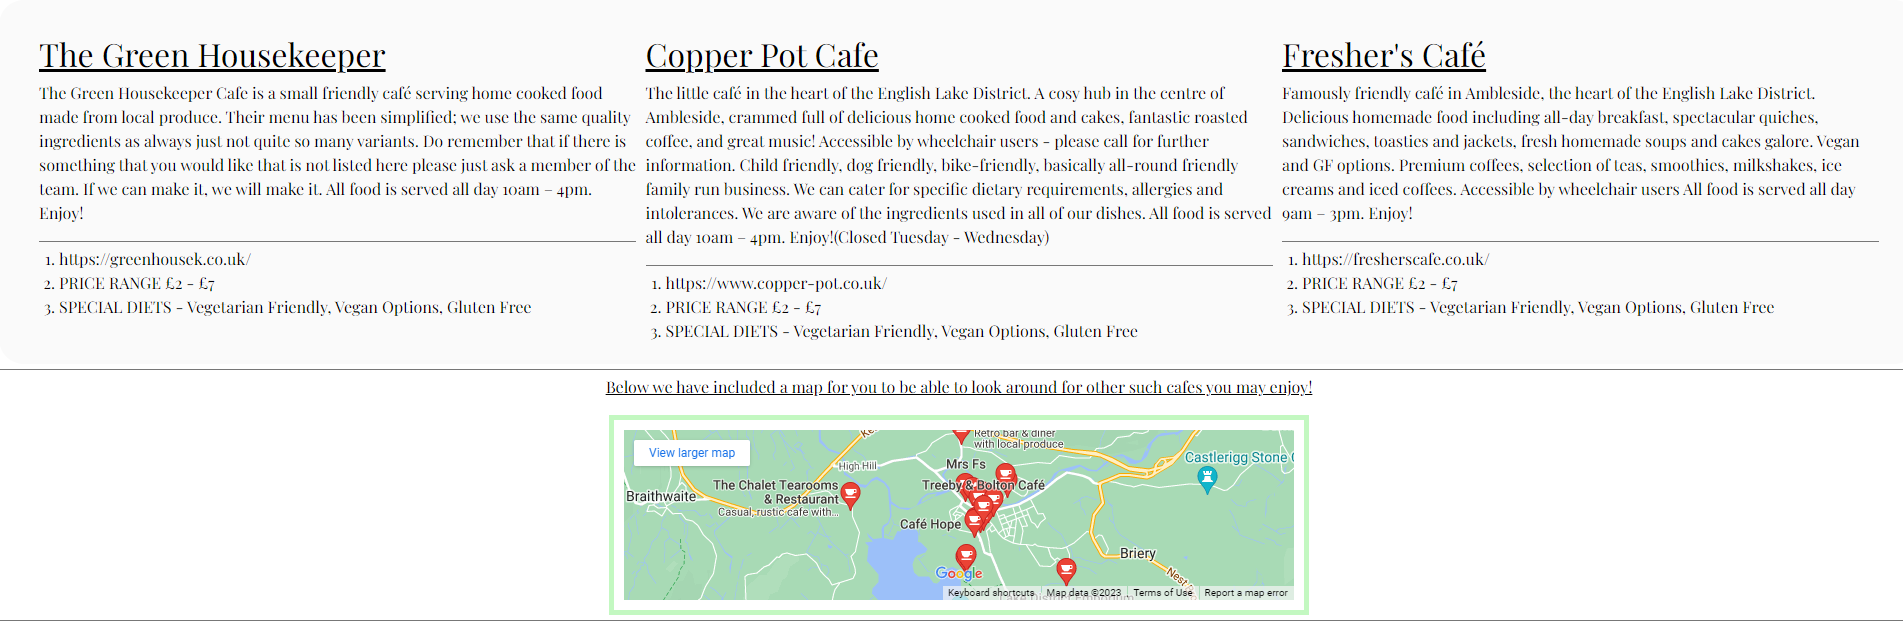 The Green Housekeeper
The Green Housekeeper Cafe is a small friendly café serving home cooked food
made from local produce. Their menu has been simplified; we use the same quality
ingredients as always just not quite so many variants. Do remember that if there is
something that you would like that is not listed here please just ask a member of the
team. If we can make it, we will make it. All food is served all day 10am – 4pm.
Enjoy!
1. https://greenhousek.co.uk/
2. PRICE RANGE £2 - £7
3. SPECIAL DIETS - Vegetarian Friendly, Vegan Options, Gluten Free
Copper Pot Cafe
The little café in the heart of the English Lake District. A cosy hub in the centre of
Ambleside, crammed full of delicious home cooked food and cakes, fantastic roasted
coffee, and great music! Accessible by wheelchair users - please call for further
information. Child friendly, dog friendly, bike-friendly, basically all-round friendly
family run business. We can cater for specific dietary requirements, allergies and
intolerances. We are aware of the ingredients used in all of our dishes. All food is served
all day 10am – 4pm. Enjoy!(Closed Tuesday - Wednesday)
1. https://www.copper-pot.co.uk/
2. PRICE RANGE £2 - £7
3. SPECIAL DIETS - Vegetarian Friendly, Vegan Options, Gluten Free
Fresher's Café
Famously friendly café in Ambleside, the heart of the English Lake District.
Delicious homemade food including all-day breakfast, spectacular quiches,
sandwiches, toasties and jackets, fresh homemade soups and cakes galore. Vegan
and GF options. Premium coffees, selection of teas, smoothies, milkshakes, ice
creams and iced coffees. Accessible by wheelchair users All food is served all day
9am – 3pm. Enjoy!
1. https://fresherscafe.co.uk/
2. PRICE RANGE £2 - £7
3. SPECIAL DIETS - Vegetarian Friendly, Vegan Options, Gluten Free
Below we have included a map for you to be able to look around for other such cafes you may enjoy!
View larger map
Retro bar & diner
with local produce
High Hill
Mrs Fs
Castlerigg Stone
The Chalet Tearooms
& Restaurant
Casual, rustic cafe with...
Treeby & Bolton Café
Braithwaite
Café Hope
Briery
Google
Keyboard shortcuts
Map data ©2023
Terms of Use
Report a map error